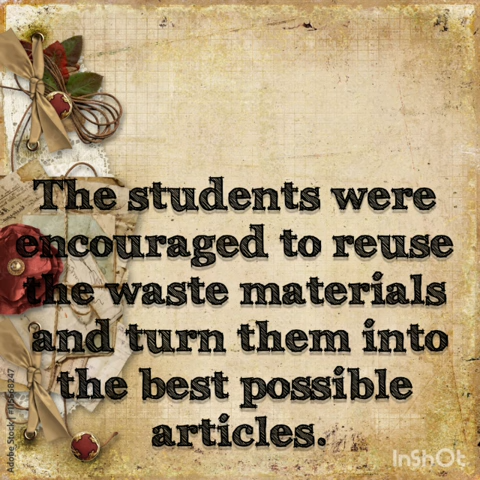 The students were
encouraged to reuse
the waste materials
and turn them into
the best possible
articles.
InShOt